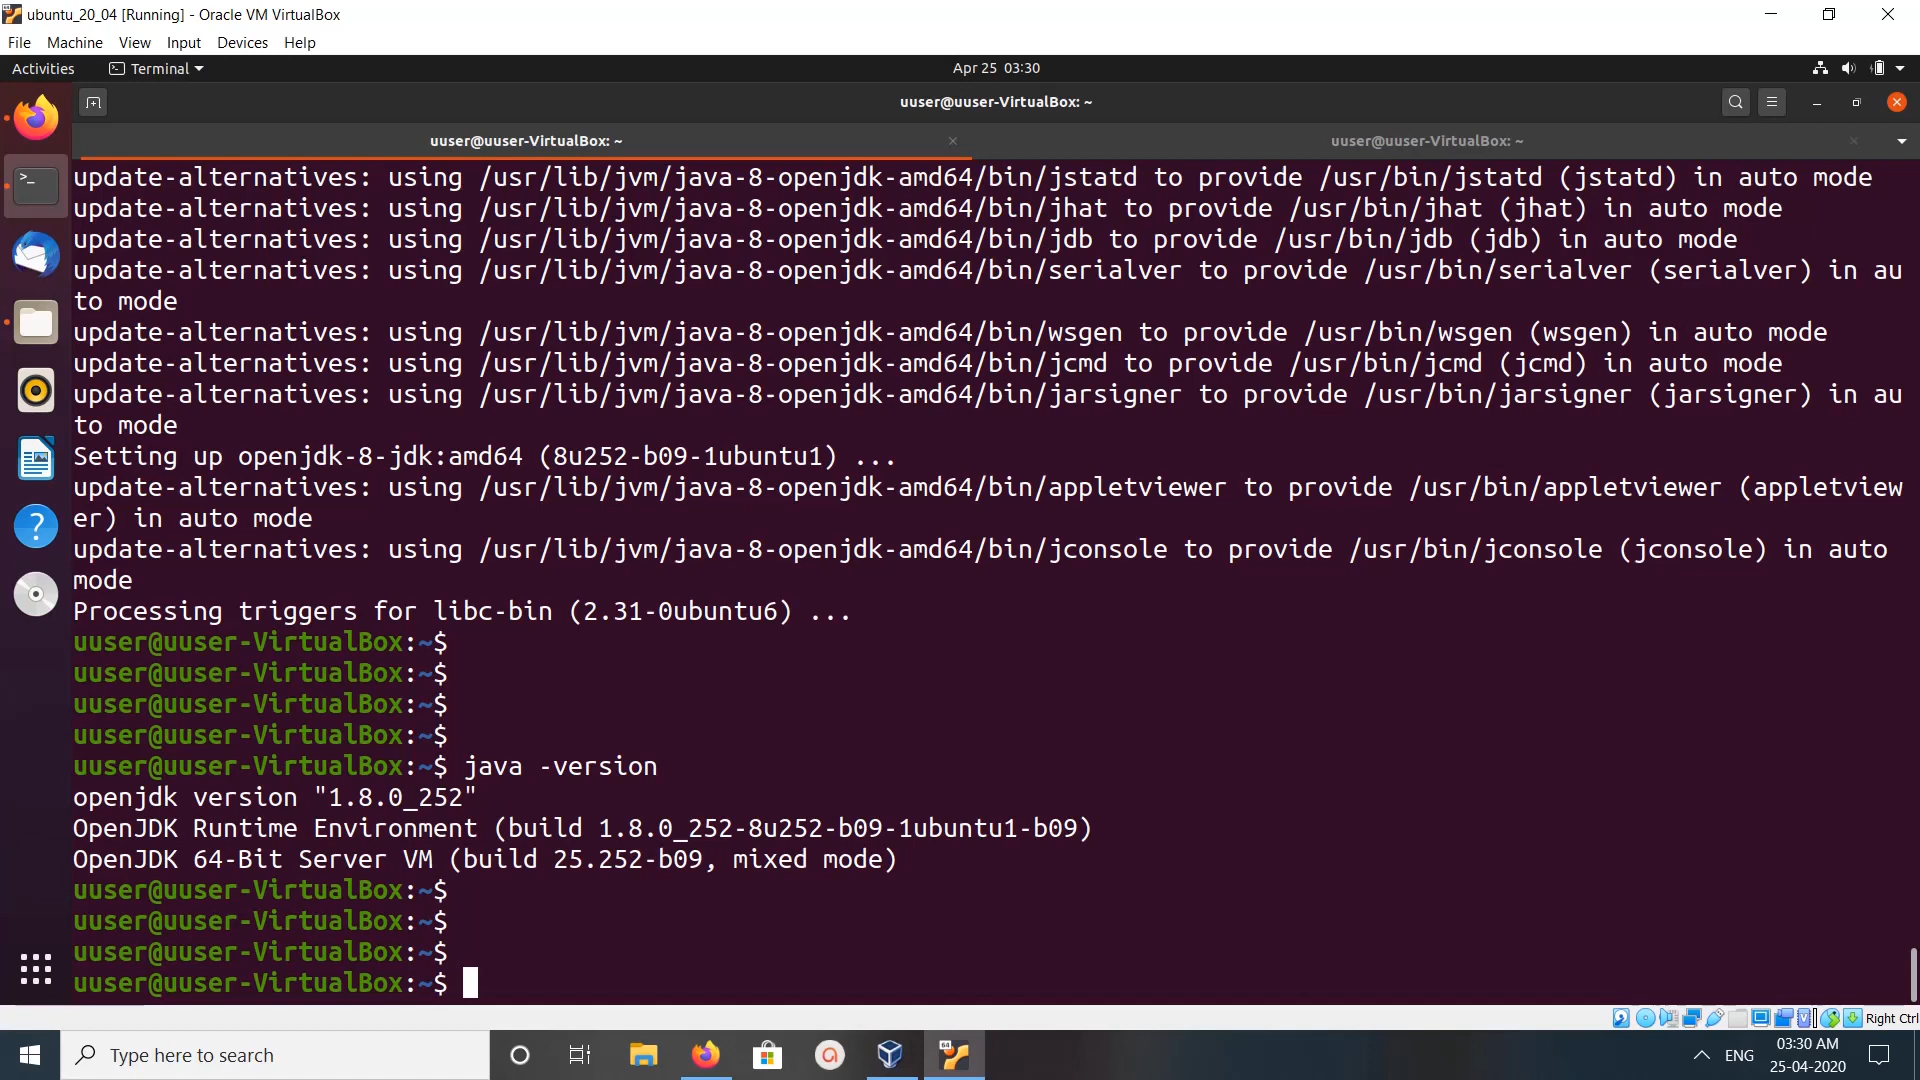 ubuntu_20_04 [Running] - Oracle VM VirtualBox
File Machine View Input Devices Help
Activities Terminal Apr 25 03:30
uuser@uuser-VirtualBox: ~
uuser@uuser-VirtualBox: ~ uuser@uuser-VirtualBox: ~
update-alternatives: using /usr/lib/jvm/java-8-openjdk-amd64/bin/jstatd to provide /usr/bin/jstatd (jstatd) in auto mode
update-alternatives: using /usr/lib/jvm/java-8-openjdk-amd64/bin/jhat to provide /usr/bin/jhat (jhat) in auto mode
update-alternatives: using /usr/lib/jvm/java-8-openjdk-amd64/bin/jdb to provide /usr/bin/jdb (jdb) in auto mode
update-alternatives: using /usr/lib/jvm/java-8-openjdk-amd64/bin/serialver to provide /usr/bin/serialver (serialver) in au
to mode
update-alternatives: using /usr/lib/jvm/java-8-openjdk-amd64/bin/wsgen to provide /usr/bin/wsgen (wsgen) in auto mode
update-alternatives: using /usr/lib/jvm/java-8-openjdk-amd64/bin/jcmd to provide /usr/bin/jcmd (jcmd) in auto mode
update-alternatives: using /usr/lib/jvm/java-8-openjdk-amd64/bin/jarsigner to provide /usr/bin/jarsigner (jarsigner) in au
to mode
Setting up openjdk-8-jdk:amd64 (8u252-b09-1ubuntu1) ...
update-alternatives: using /usr/lib/jvm/java-8-openjdk-amd64/bin/appletviewer to provide /usr/bin/appletviewer (appletview
er) in auto mode
update-alternatives: using /usr/lib/jvm/java-8-openjdk-amd64/bin/jconsole to provide /usr/bin/jconsole (jconsole) in auto
mode
Processing triggers for libc-bin (2.31-0ubuntu6) ...
uuser@uuser-VirtualBox:~$
uuser@uuser-VirtualBox:~$
uuser@uuser-VirtualBox:~$
uuser@uuser-VirtualBox:~$
uuser@uuser-VirtualBox:~$ java -version
openjdk version "1.8.0_252"
OpenJDK Runtime Environment (build 1.8.0_252-8u252-b09-1ubuntu1-b09)
OpenJDK 64-Bit Server VM (build 25.252-b09, mixed mode)
uuser@uuser-VirtualBox:~$
uuser@uuser-VirtualBox:~$
uuser@uuser-VirtualBox:~$
uuser@uuser-VirtualBox:~$
Right Ctrl
Type here to search
ENG
03:30 AM
25-04-2020